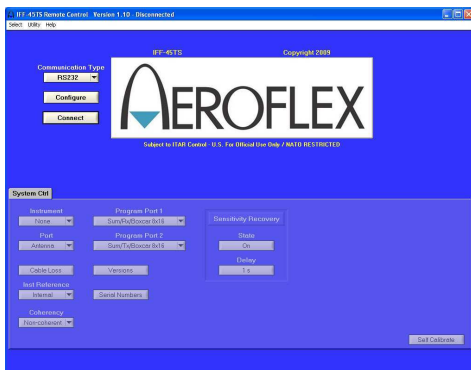 IFF-45TS Remote Control  Version 1.10 - Disconnected
Select  Utility  Help
IFF-45TS  Copyright 2009
Communication Type
RS232
Configure
Connect
AEROFLEX
Subject to ITAR Control - U.S. For Official Use Only / NATO RESTRICTED
System Ctrl
Instrument  Program Port 1
None  Sum/Rx/Boxcar 8x16  Sensitivity Recovery
Port  Program Port 2  State
Antenna  Sum/Tx/Boxcar 8x16  On
Delay
Cable Loss  Versions  1 s
Inst Reference
Internal  Serial Numbers
Coherency
Non-coherent
Self Calibrate